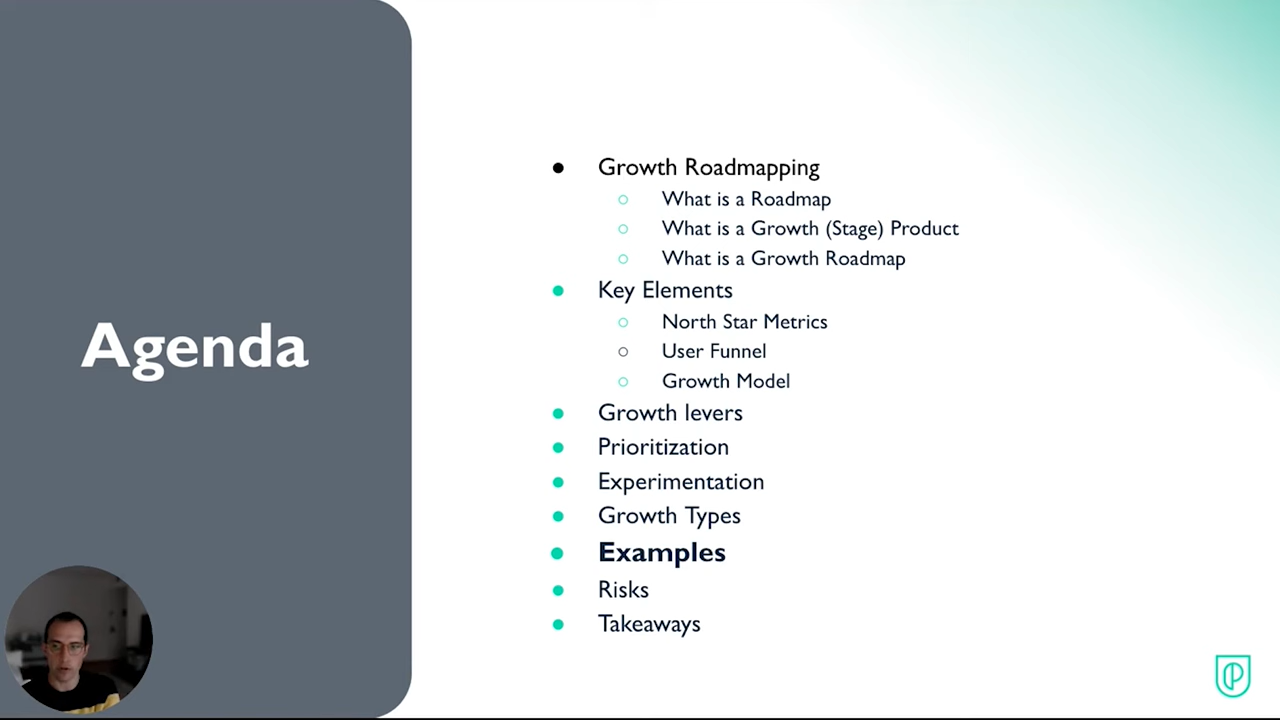 Agenda
Growth Roadmapping
What is a Roadmap
What is a Growth (Stage) Product
What is a Growth Roadmap
Key Elements
North Star Metrics
User Funnel
Growth Model
Growth levers
Prioritization
Experimentation
Growth Types
Examples
Risks
Takeaways